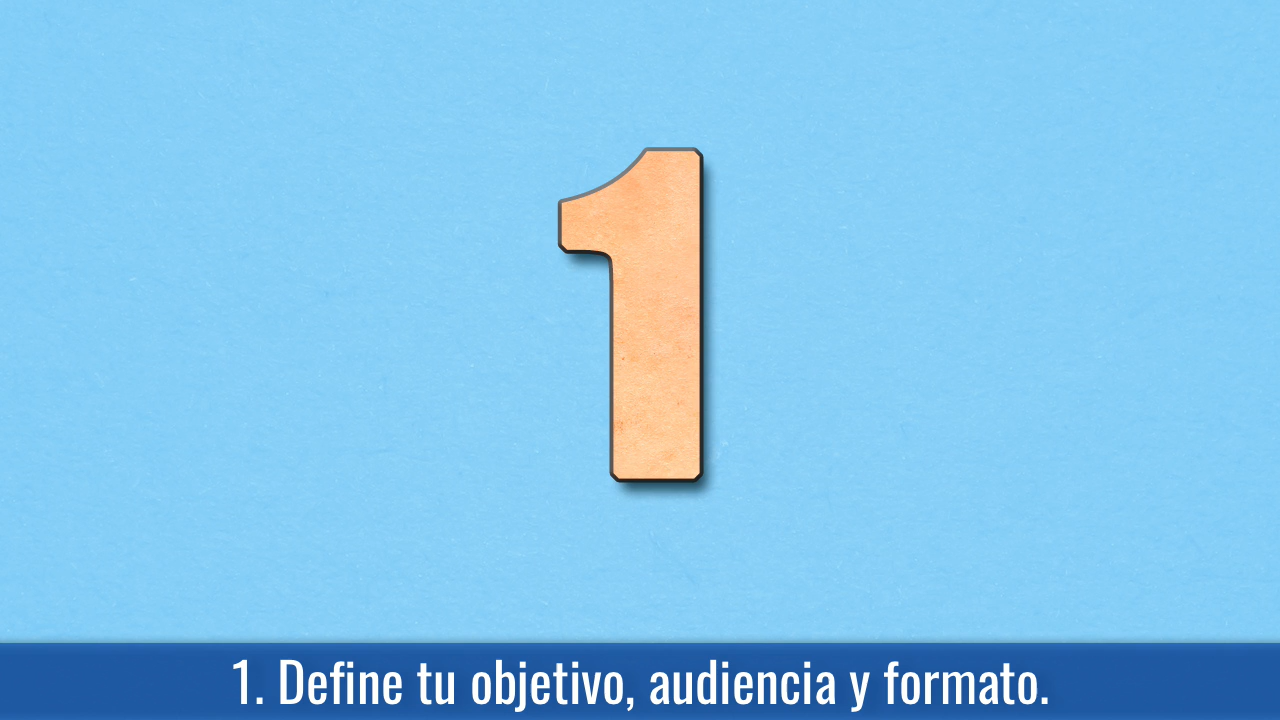 1
1. Define tu objetivo, audiencia y formato.